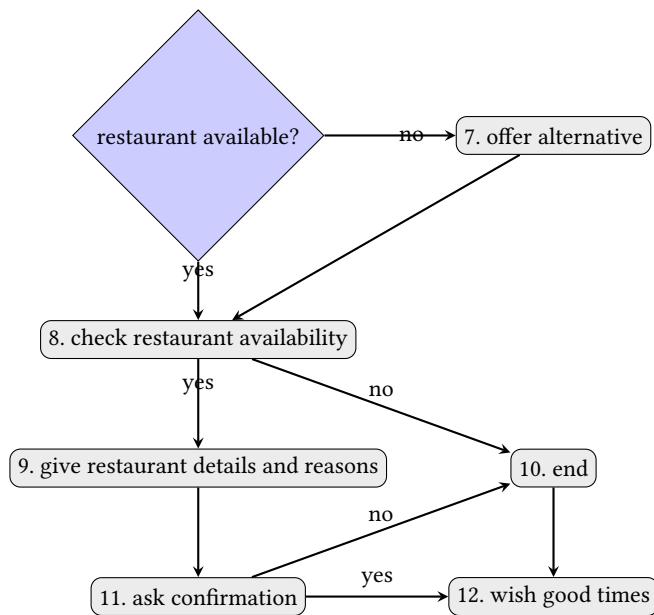 restaurant available?
no
7. offer alternative
yes
8. check restaurant availability
yes
no
9. give restaurant details and reasons
10. end
no
11. ask confirmation
yes
12. wish good times